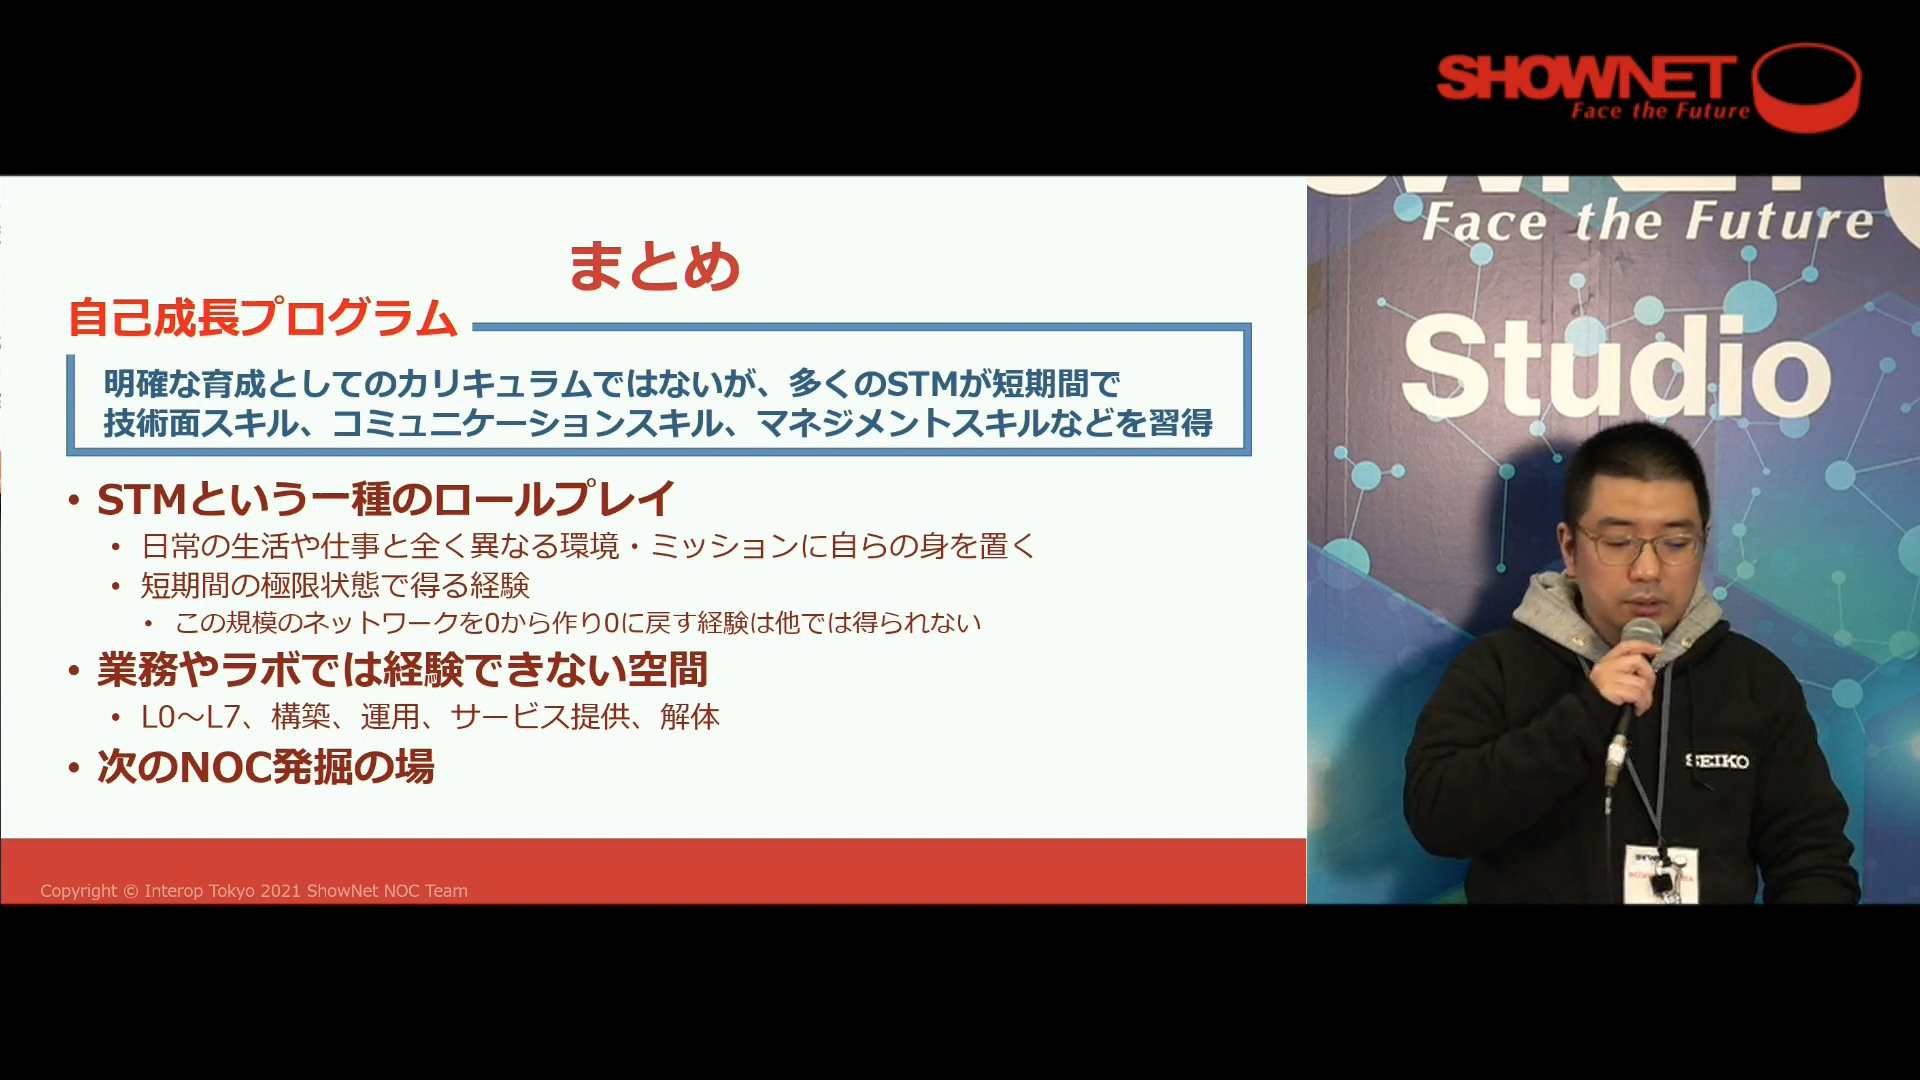 SHOWNET
Face the Future
まとめ
自己成長プログラム
明確な育成としてのカリキュラムではないが、多くのSTMが短期間で
技術面スキル、コミュニケーションスキル、マネジメントスキルなどを習得
・STMという一種のロールプレイ
・日常の生活や仕事と全く異なる環境・ミッションに自らの身を置く
・短期間の極限状態で得る経験
・この規模のネットワークを0から作り0に戻す経験は他では得られない
・業務やラボでは経験できない空間
・L0～L7、構築、運用、サービス提供、解体
・次のNOC発掘の場
Copyright © Interop Tokyo 2021 ShowNet NOC Team
Face the Future
Studio
SEIKO